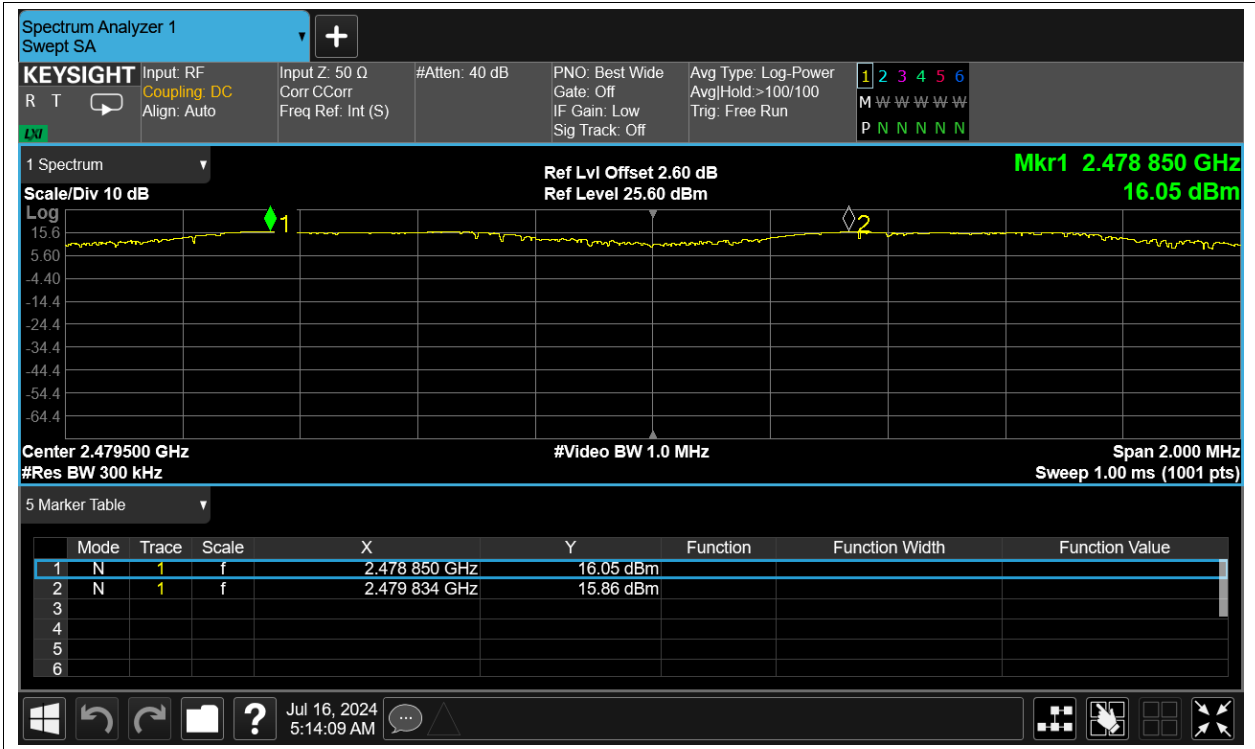 Spectrum Analyzer 1
Swept SA
KEYSIGHT
R T
LXI
Input: RF
Coupling: DC
Align: Auto
Input Z: 50 Ω
Corr CCorr
Freq Ref: Int (S)
#Atten: 40 dB
PNO: Best Wide
Gate: Off
IF Gain: Low
Sig Track: Off
Avg Type: Log-Power
Avg|Hold:>100/100
Trig: Free Run
1 2 3 4 5 6
M W W W W W
P N N N N N
1 Spectrum
Scale/Div 10 dB
Ref Lvl Offset 2.60 dB
Ref Level 25.60 dBm
Mkr1 2.478 850 GHz
16.05 dBm
Log
15.6
5.60
-4.40
-14.4
-24.4
-34.4
-44.4
-54.4
-64.4
1
2
Center 2.479500 GHz
#Res BW 300 kHz
#Video BW 1.0 MHz
Span 2.000 MHz
Sweep 1.00 ms (1001 pts)
5 Marker Table
Mode Trace Scale X Y Function Function Width Function Value
1 N 1 f 2.478 850 GHz 16.05 dBm
2 N 1 f 2.479 834 GHz 15.86 dBm
3
4
5
6
?
Jul 16, 2024
5:14:09 AM